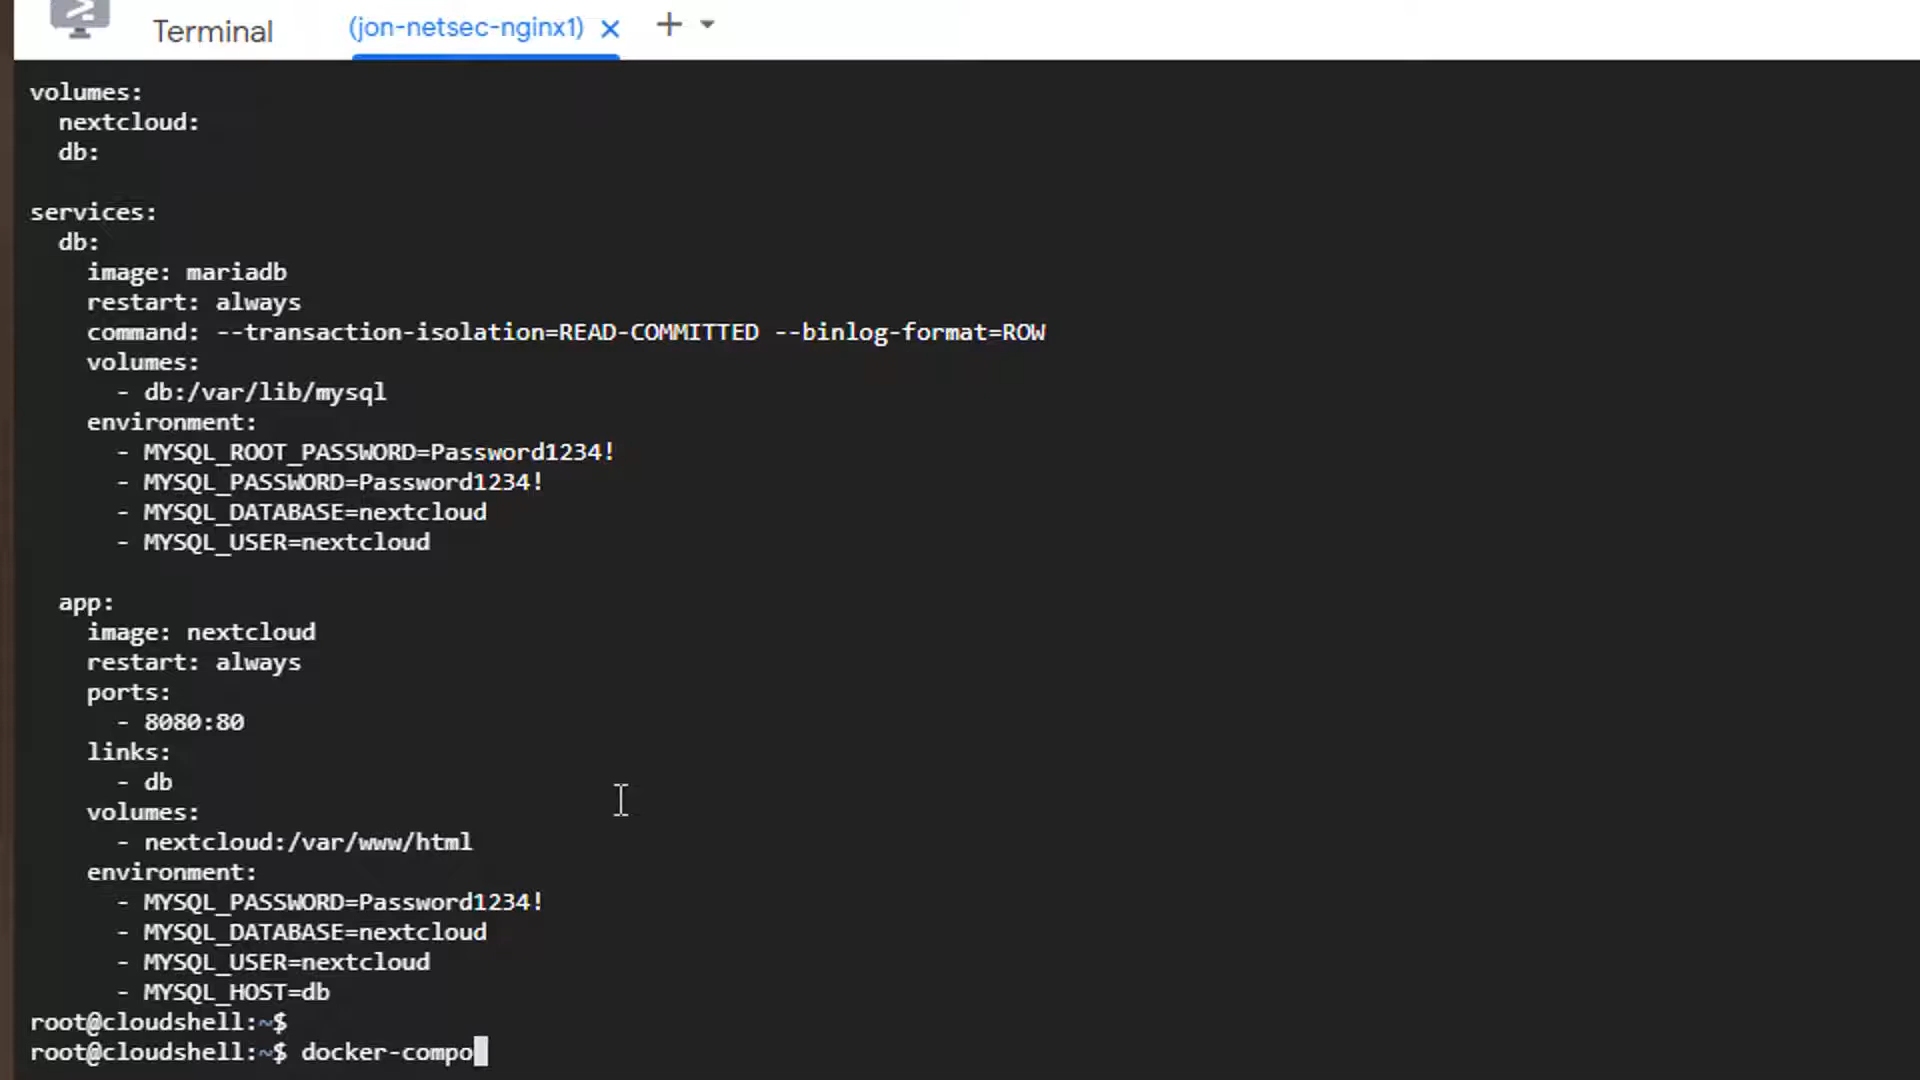 Terminal
(jon-netsec-nginx1)
volumes:
  nextcloud:
  db:
services:
  db:
    image: mariadb
    restart: always
    command: --transaction-isolation=READ-COMMITTED --binlog-format=ROW
    volumes:
      - db:/var/lib/mysql
    environment:
      - MYSQL_ROOT_PASSWORD=Password1234!
      - MYSQL_PASSWORD=Password1234!
      - MYSQL_DATABASE=nextcloud
      - MYSQL_USER=nextcloud
  app:
    image: nextcloud
    restart: always
    ports:
      - 8080:80
    links:
      - db
    volumes:
      - nextcloud:/var/www/html
    environment:
      - MYSQL_PASSWORD=Password1234!
      - MYSQL_DATABASE=nextcloud
      - MYSQL_USER=nextcloud
      - MYSQL_HOST=db
root@cloudshell:~$
root@cloudshell:~$ docker-compo